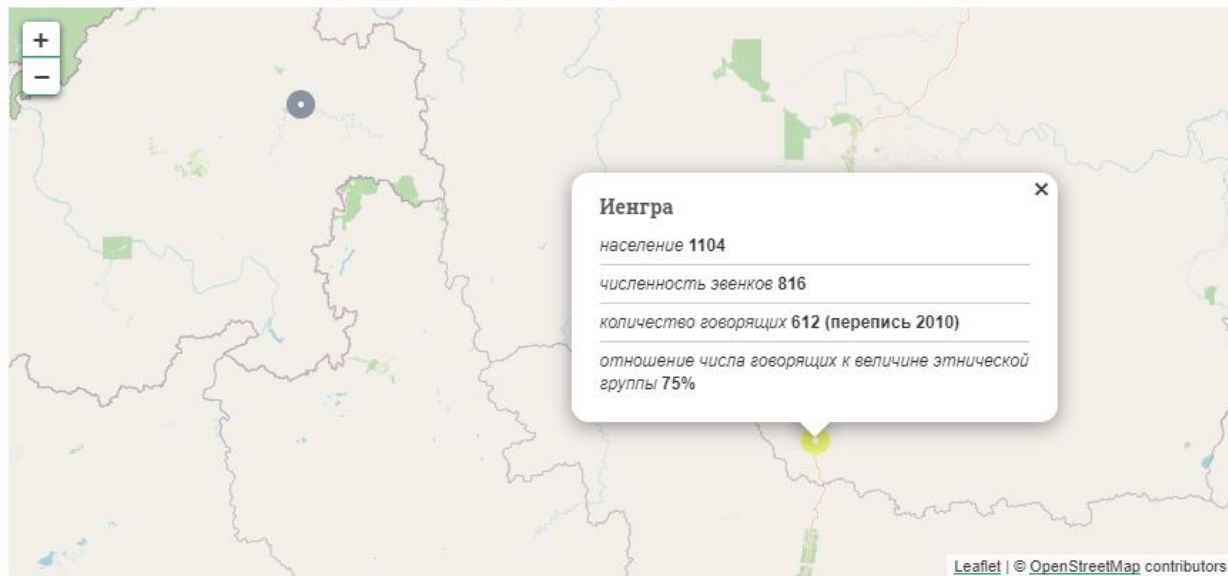 +
−
×
Иенгра
население 1104
численность эвенков 816
количество говорящих 612 (перепись 2010)
отношение числа говорящих к величине этнической
группы 75%
Leaflet | © OpenStreetMap contributors